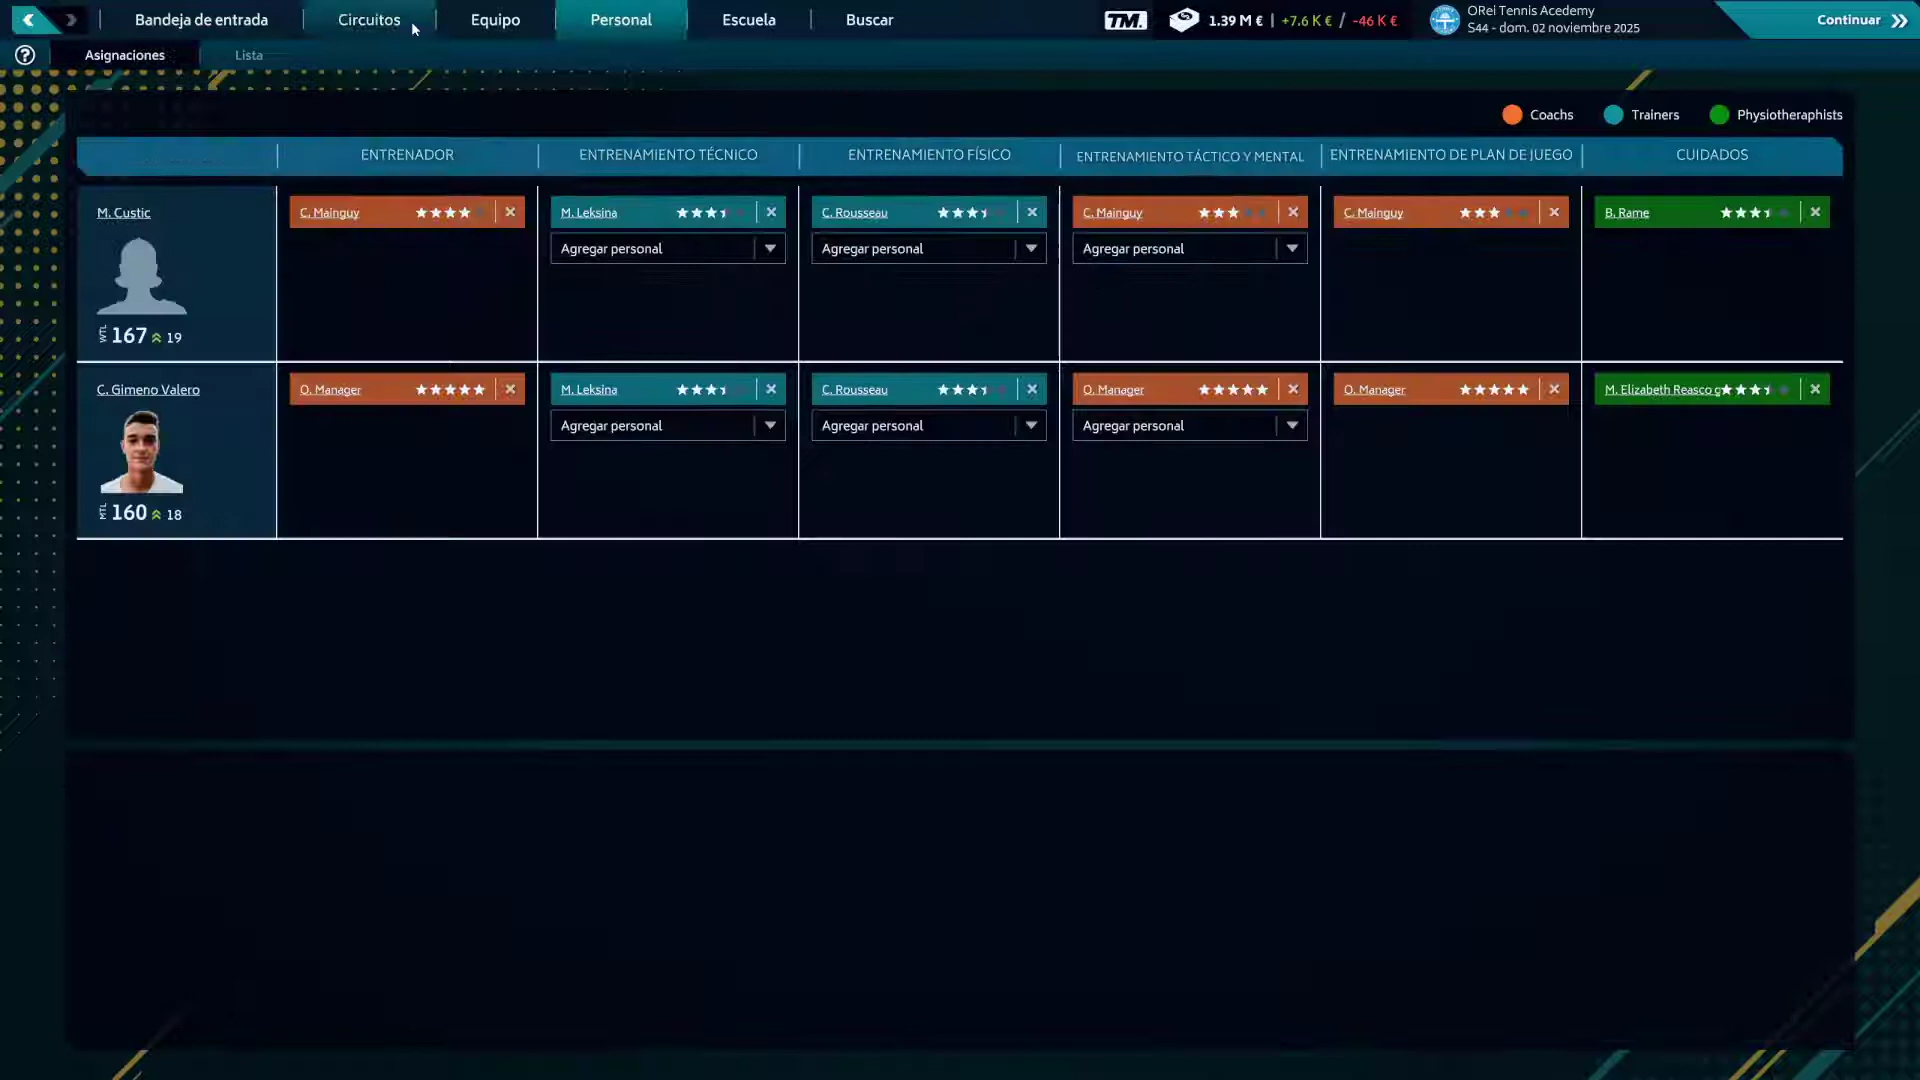 Bandeja de entrada
Circuitos
Equipo
Personal
Escuela
Buscar
TM.
1.39 M € | +7.6 K € / -46 K €
ORei Tennis Acedemy
S44 - dom. 02 noviembre 2025
Continuar
?
Asignaciones
Lista
Coachs
Trainers
Physiotheraphists
ENTRENADOR
ENTRENAMIENTO TÉCNICO
ENTRENAMIENTO FÍSICO
ENTRENAMIENTO TÁCTICO Y MENTAL
ENTRENAMIENTO DE PLAN DE JUEGO
CUIDADOS
M. Custic
C. Mainguy
M. Leksina
C. Rousseau
C. Mainguy
C. Mainguy
B. Rame
Agregar personal
Agregar personal
Agregar personal
WTL 167 19
C. Gimeno Valero
O. Manager
M. Leksina
C. Rousseau
O. Manager
O. Manager
M. Elizabeth Reasco g
Agregar personal
Agregar personal
Agregar personal
MTL 160 18